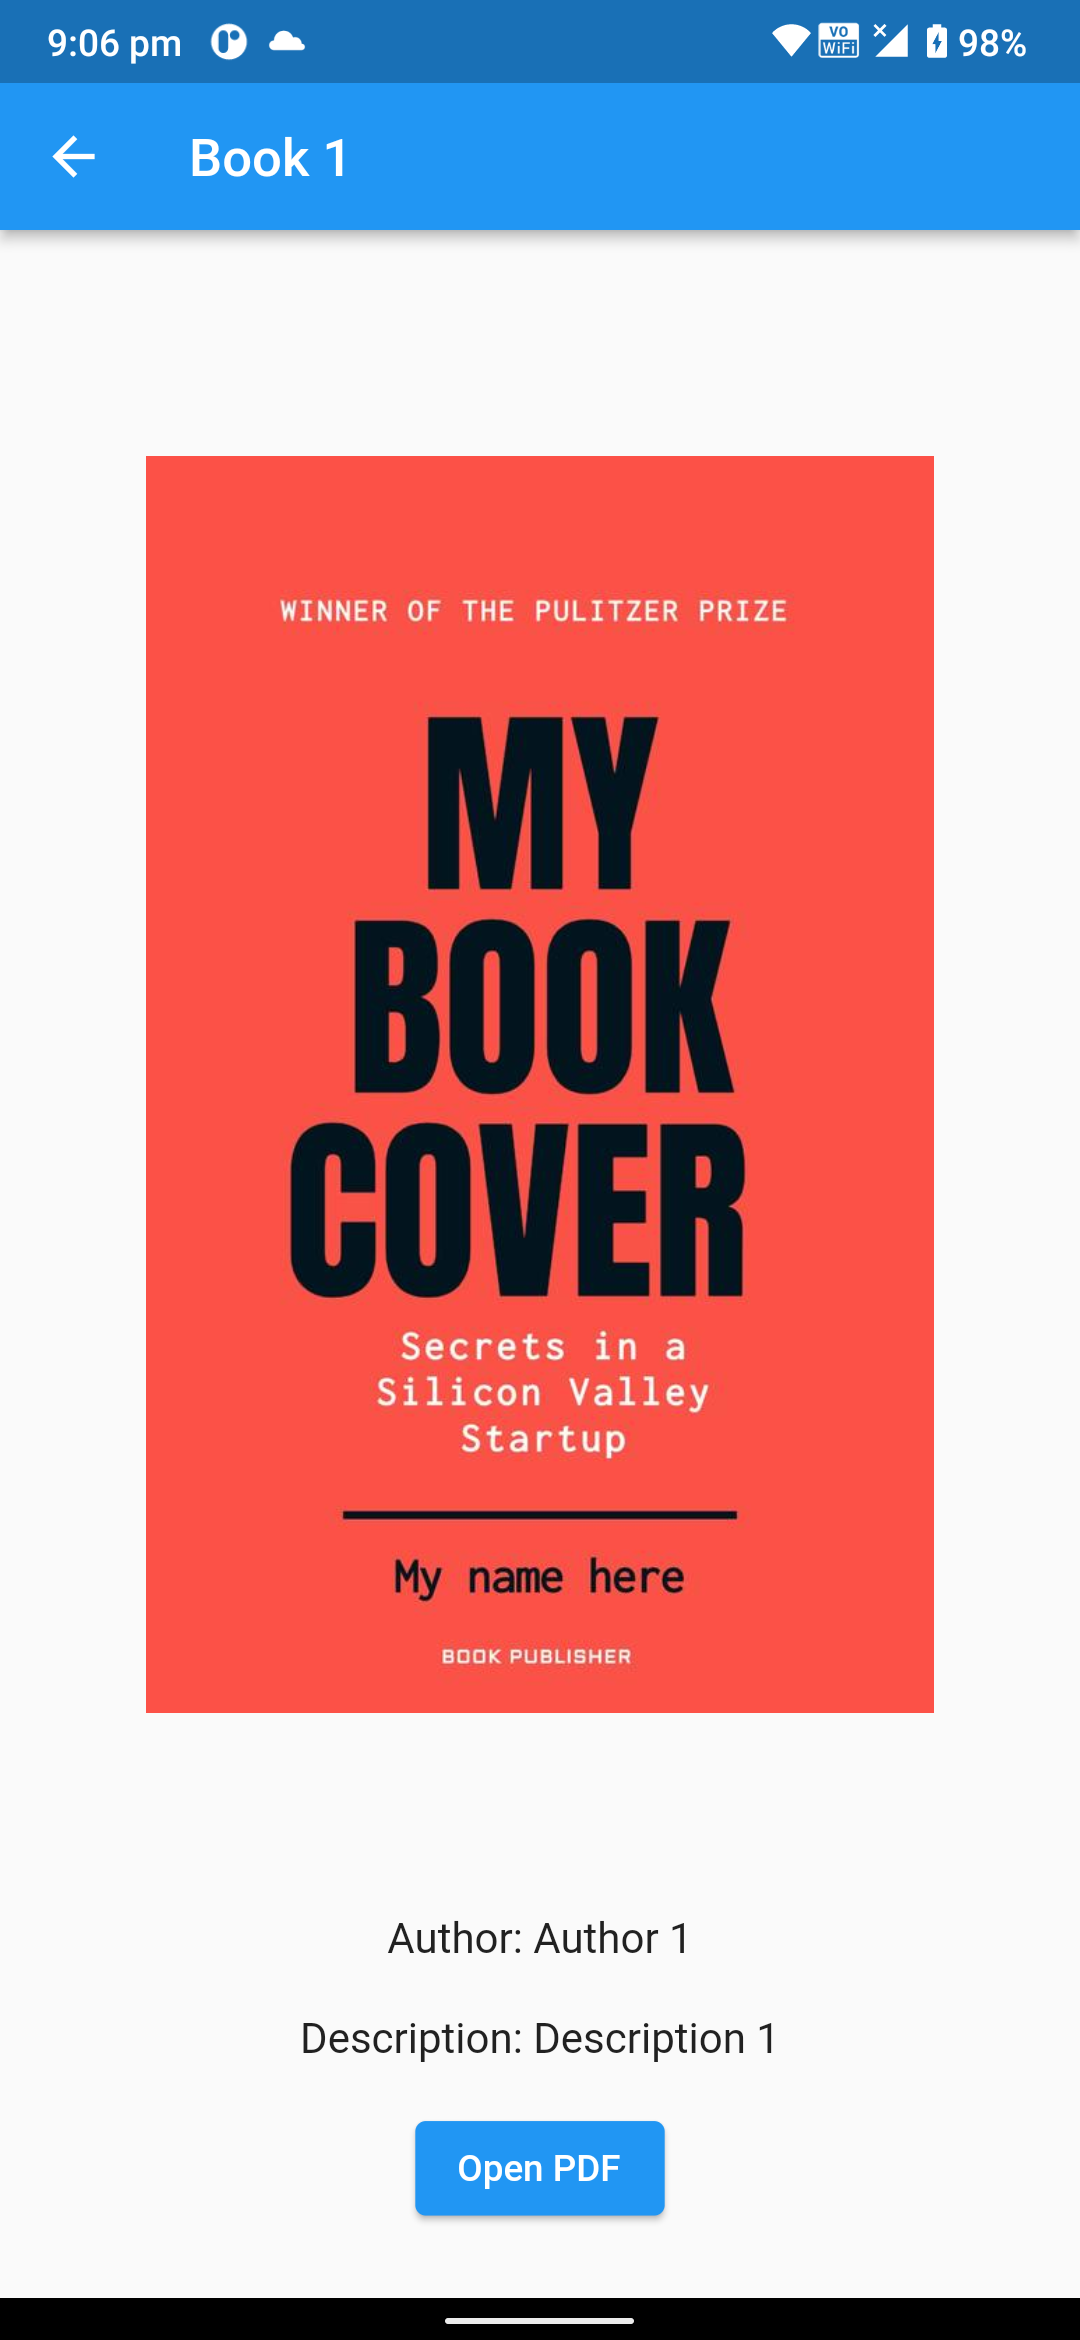 9:06 pm
VO
WiFi
98%
Book 1
WINNER OF THE PULITZER PRIZE
MY
BOOK
COVER
Secrets in a
Silicon Valley
Startup
My name here
BOOK PUBLISHER
Author: Author 1
Description: Description 1
Open PDF